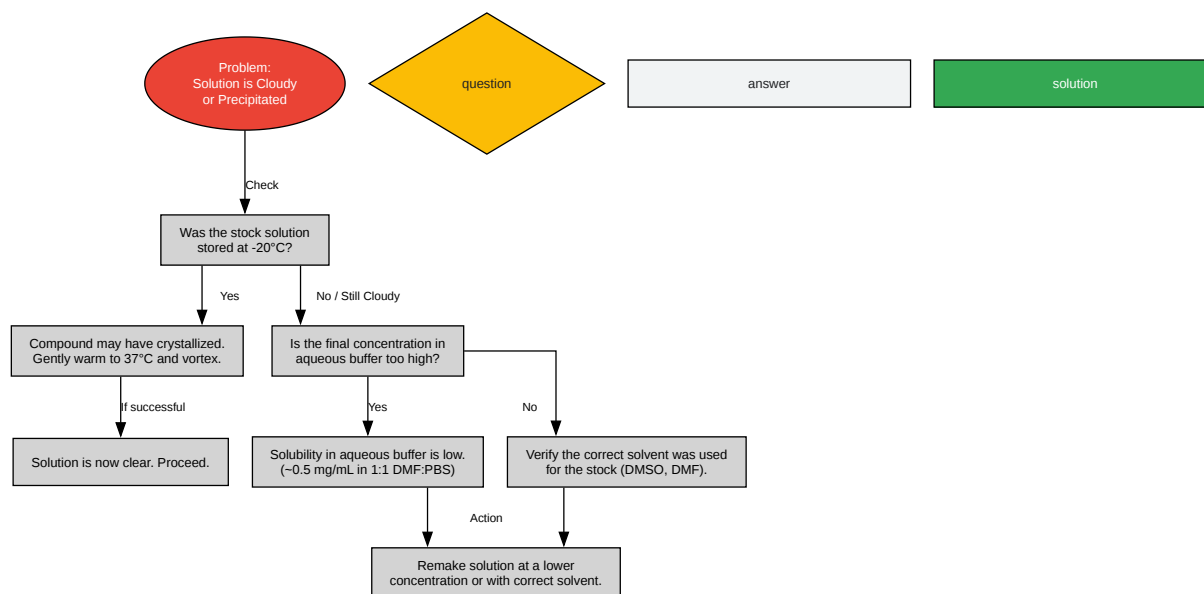 Problem:
Solution is Cloudy
or Precipitated
question
answer
solution
Check
Was the stock solution
stored at -20°C?
Yes
No / Still Cloudy
Compound may have crystallized.
Gently warm to 37°C and vortex.
Is the final concentration in
aqueous buffer too high?
If successful
Yes
No
Solution is now clear. Proceed.
Solubility in aqueous buffer is low.
(~0.5 mg/mL in 1:1 DMF:PBS)
Verify the correct solvent was used
for the stock (DMSO, DMF).
Action
Remake solution at a lower
concentration or with correct solvent.